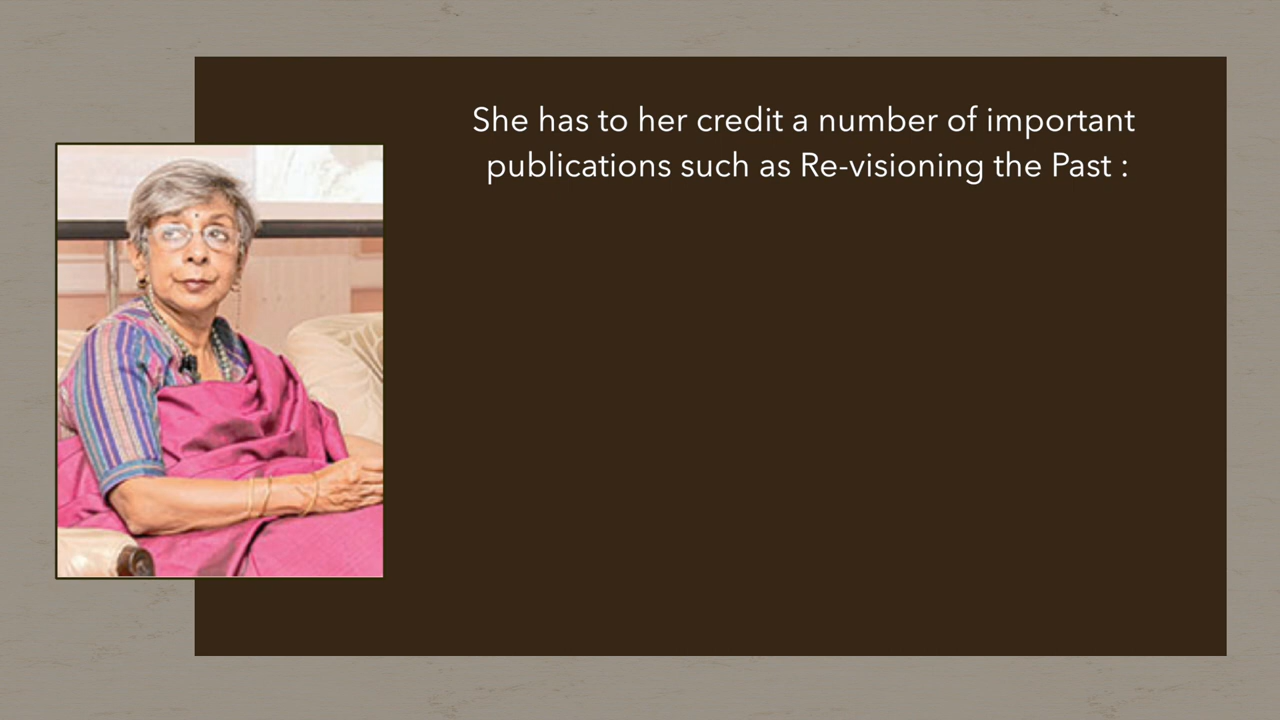 She has to her credit a number of important
publications such as Re-visioning the Past :